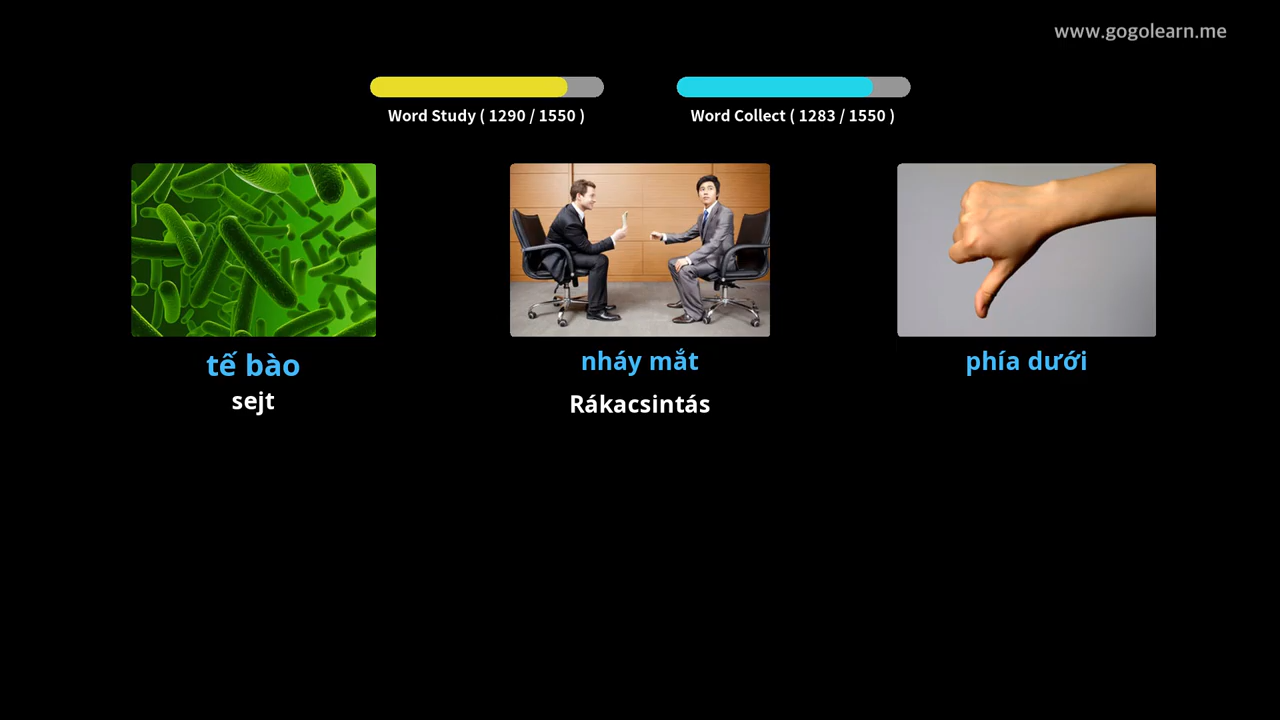 www.gogolearn.me
Word Study ( 1290 / 1550 )
Word Collect ( 1283 / 1550 )
tế bào
sejt
nháy mắt
Rákacsintás
phía dưới